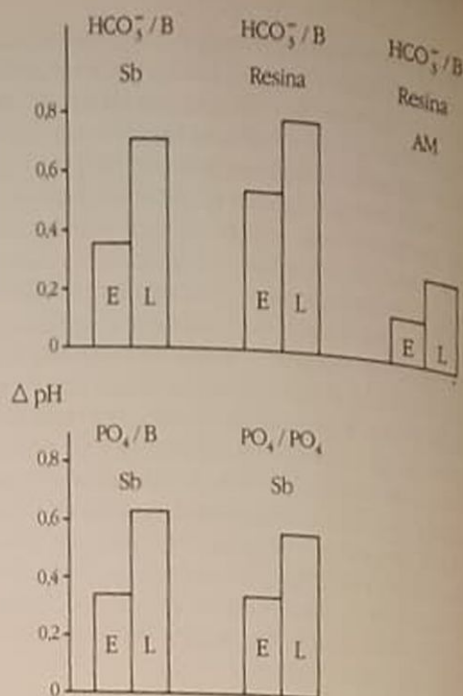 HCO₃⁻/B HCO₃⁻/B HCO₃⁻/B
Sb Resina Resina
AM
0,8
0,6
0,4
0,2
0
E L E L E L
Δ pH
PO₄/B PO₄/PO₄
Sb Sb
0,8
0,6
0,4
0,2
0
E L E L